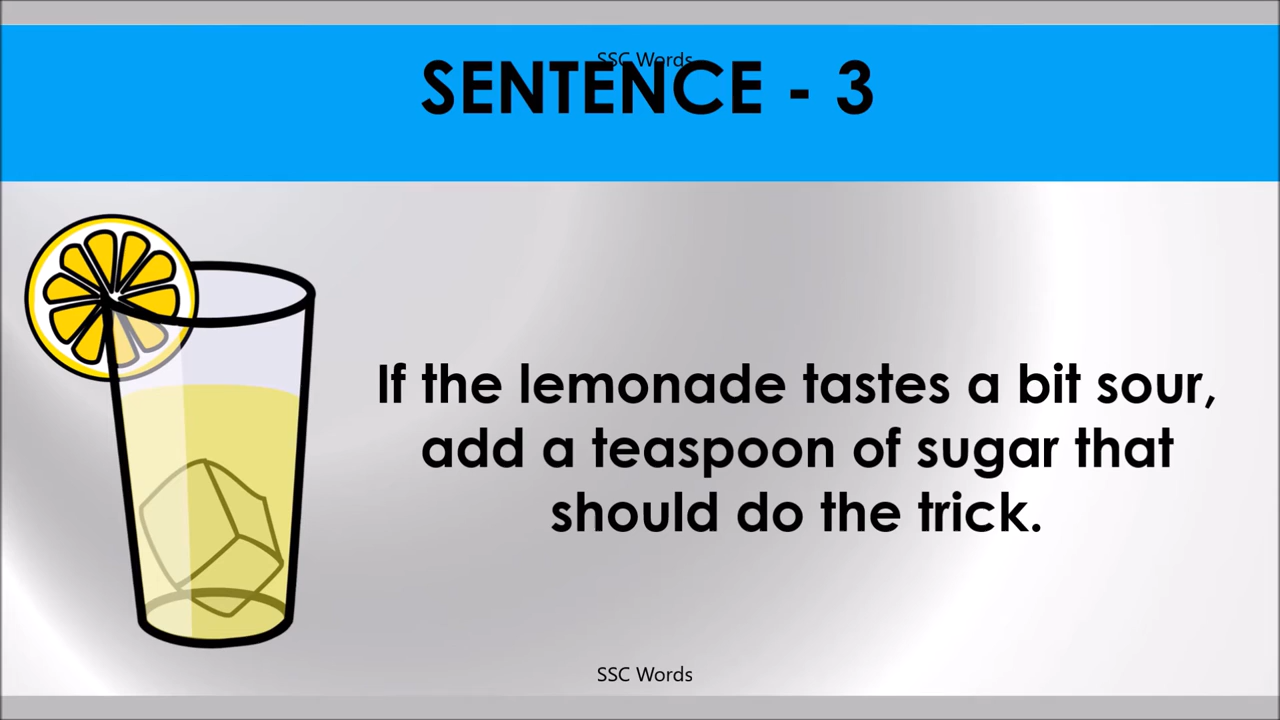 SSC Words
SENTENCE - 3
If the lemonade tastes a bit sour,
add a teaspoon of sugar that
should do the trick.
SSC Words